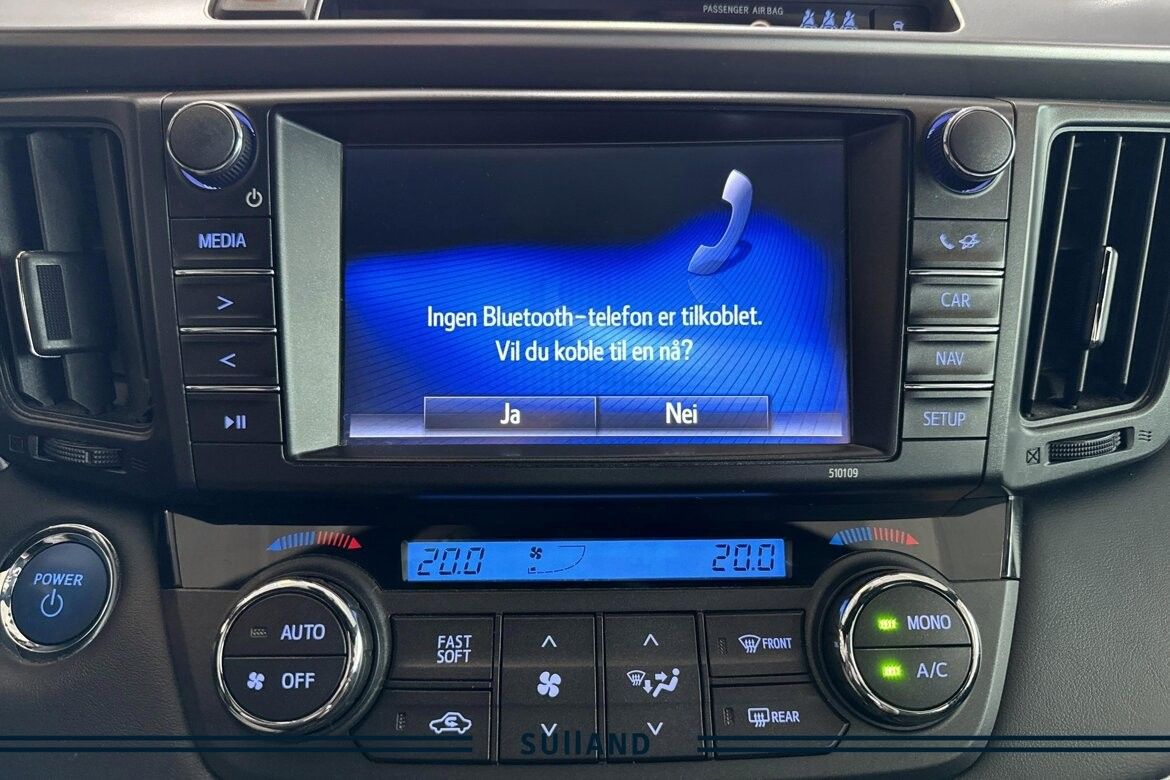 PASSENGER AIR BAG
MEDIA
>
<
CAR
NAV
SETUP
Ingen Bluetooth-telefon er tilkoblet.
Vil du koble til en nå?
Ja Nei
510109
POWER
20.0 20.0
AUTO
OFF
FAST
SOFT
FRONT
REAR
MONO
A/C
SULLAND